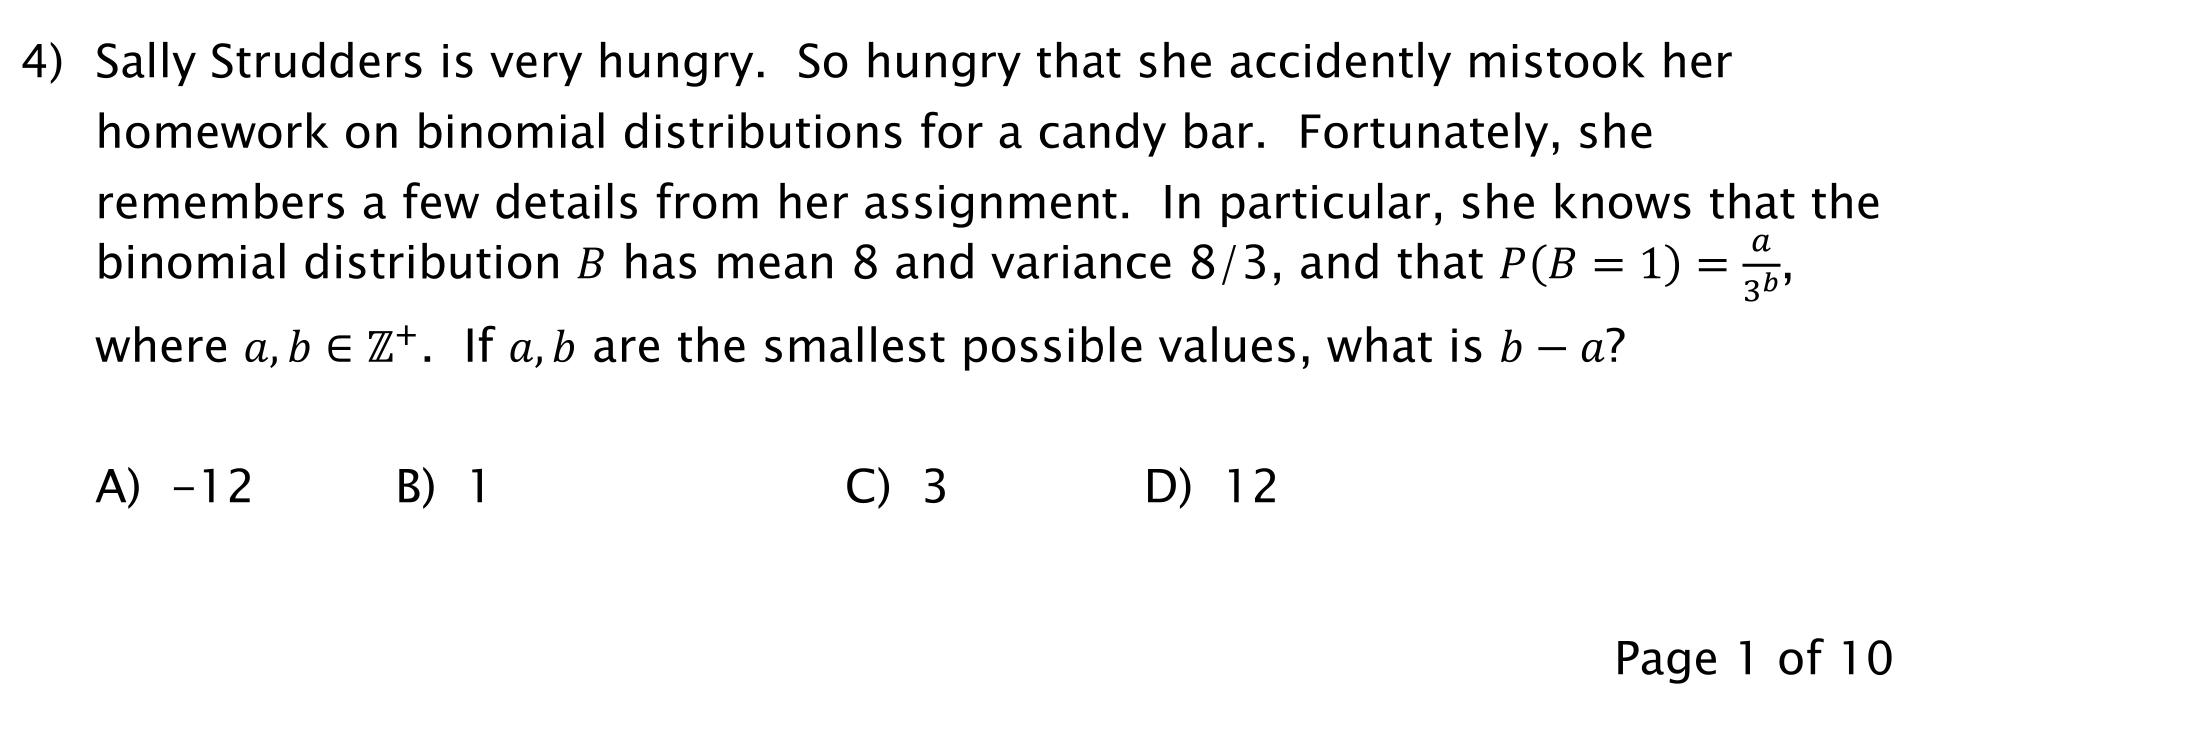 4) Sally Strudders is very hungry. So hungry that she accidently mistook her
homework on binomial distributions for a candy bar. Fortunately, she
remembers a few details from her assignment. In particular, she knows that the
binomial distribution B has mean 8 and variance 8/3, and that P(B = 1) = a/3^b,
where a, b ∈ ℤ⁺. If a, b are the smallest possible values, what is b − a?
A) -12 B) 1 C) 3 D) 12
Page 1 of 10